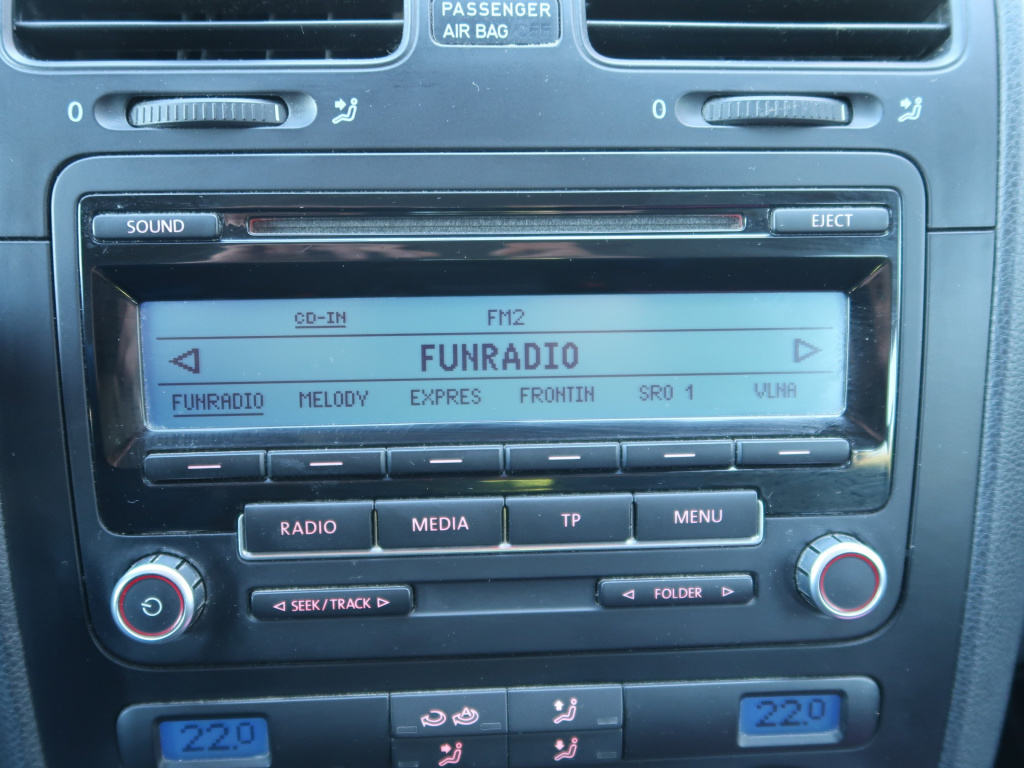 PASSENGER
AIR BAG OFF
0 0
SOUND EJECT
CD-IN FM2
FUNRADIO
FUNRADIO MELODY EXPRES FRONTIN SRO 1 VLNA
RADIO MEDIA TP MENU
SEEK/TRACK FOLDER
22.0 22.0